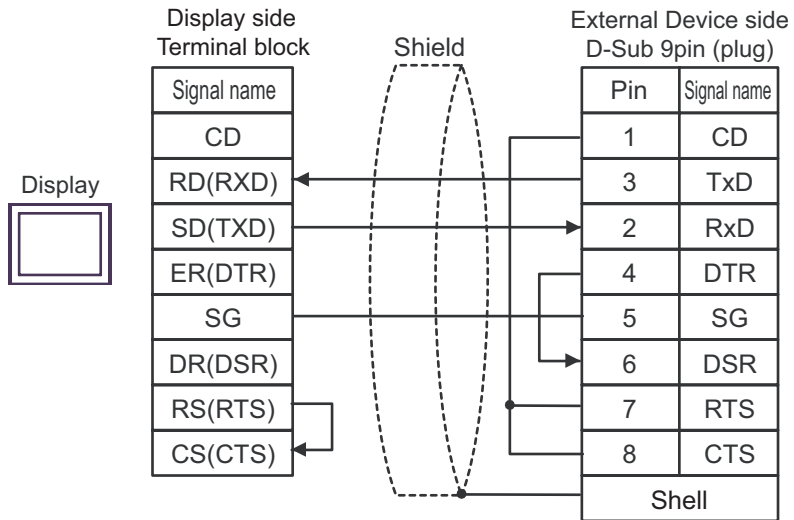 Display side
Terminal block
Shield
External Device side
D-Sub 9pin (plug)
Signal name
Pin Signal name
CD
1 CD
Display
RD(RXD)
3 TxD
SD(TXD)
2 RxD
ER(DTR)
4 DTR
SG
5 SG
DR(DSR)
6 DSR
RS(RTS)
7 RTS
CS(CTS)
8 CTS
Shell